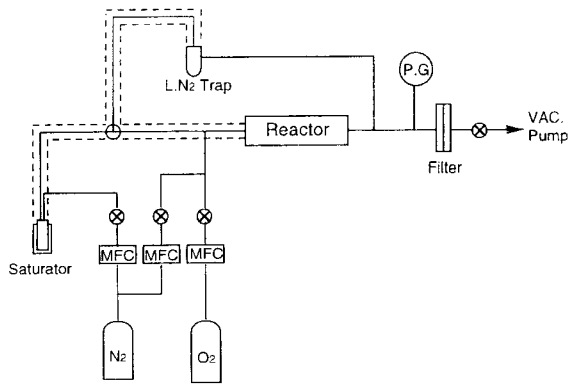 L.N2 Trap
P.G
Reactor
VAC.
Pump
Filter
Saturator
MFC
MFC
MFC
N2
O2